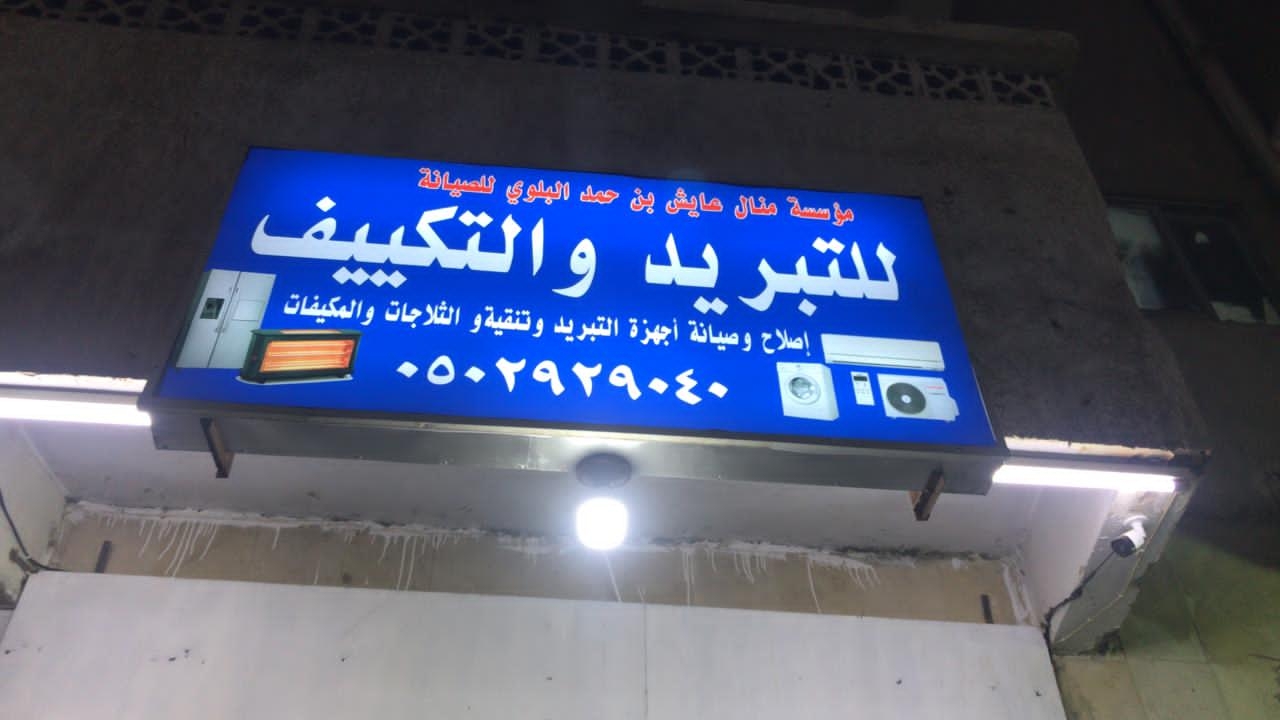 مؤسسة منال عايش بن حمد البلوي للصيانة
للتبريد والتكييف
إصلاح وصيانة أجهزة التبريد وتنقيةو الثلاجات والمكيفات
٠٥٠٢٩٢٩٠٤٠